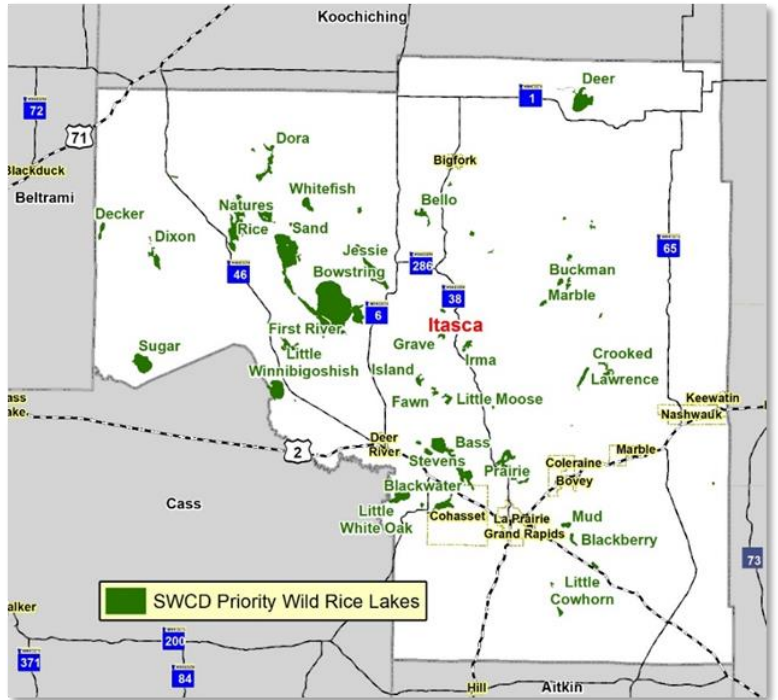 Koochiching
Deer
1
72
71
Dora
Bigfork
Blackduck
Beltrami
Whitefish
Bello
Decker
Natures
Rice
Sand
Dixon
Jessie
65
46
Bowstring
286
Buckman
Marble
38
6
Itasca
First River
Little
Winnibigoshish
Grave
Irma
Sugar
Island
Crooked
Lawrence
Fawn
Little Moose
Keewatin
Nashwauk
2
Deer
River
Bass
Stevens
Prairie
Marble
Coleraine
Bovey
Blackwater
Cass
Little
White Oak
Cohasset
La Prairie
Grand Rapids
Mud
Blackberry
73
Little
Cowhorn
SWCD Priority Wild Rice Lakes
200
371
84
Hill
Aitkin